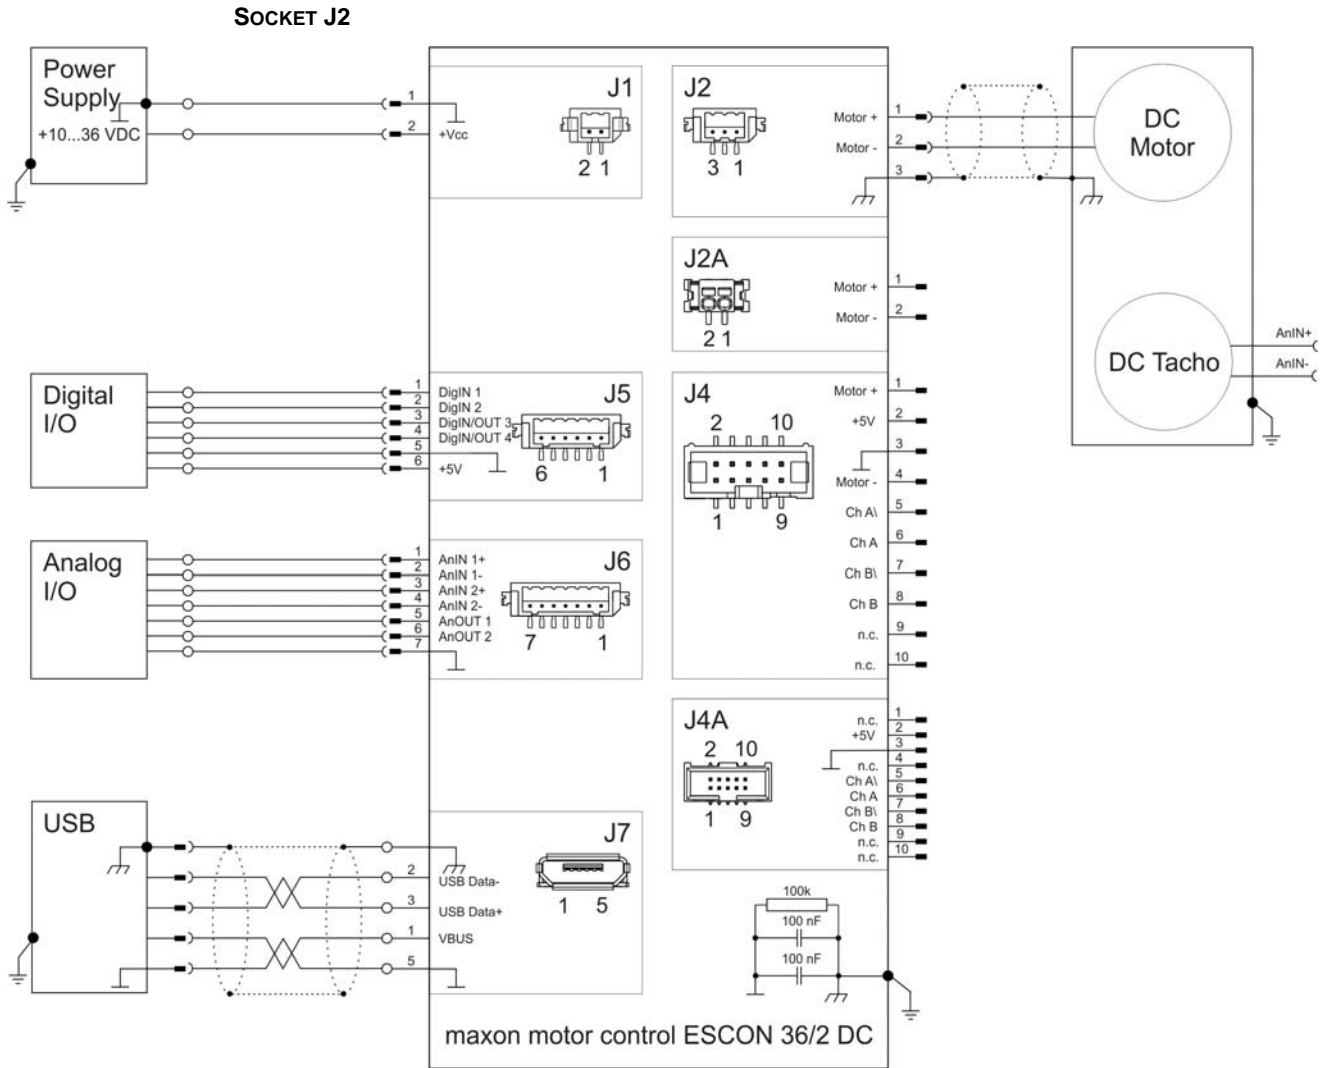 SOCKET J2
Power
Supply
+10...36 VDC
1
2
+Vcc
J1
2 1
J2
3 1
Motor +
1
Motor -
2
3
DC
Motor
J2A
2 1
Motor +
1
Motor -
2
DC Tacho
AnIN+
AnIN-
Digital
I/O
1
2
3
4
5
6
DigIN 1
DigIN 2
DigIN/OUT 3
DigIN/OUT 4
+5V
J5
6 1
J4
2 10
1 9
Motor +
1
+5V
2
3
Motor -
4
Ch A\
5
Ch A
6
Ch B\
7
Ch B
8
n.c.
9
n.c.
10
Analog
I/O
1
2
3
4
5
6
7
AnIN 1+
AnIN 1-
AnIN 2+
AnIN 2-
AnOUT 1
AnOUT 2
J6
7 1
J4A
2 10
1 9
n.c.
1
+5V
2
3
n.c.
4
Ch A\
5
Ch A
6
Ch B\
7
Ch B
8
n.c.
9
n.c.
10
USB
2
USB Data-
3
USB Data+
1
VBUS
5
J7
1 5
100k
100 nF
100 nF
maxon motor control ESCON 36/2 DC